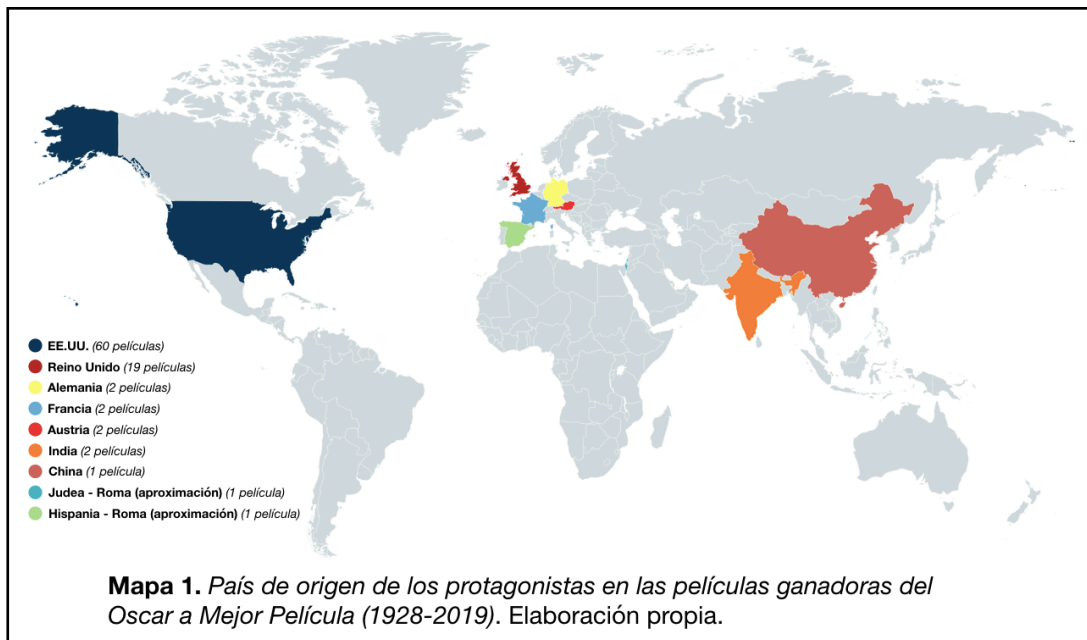 EE.UU. (60 películas)
Reino Unido (19 películas)
Alemania (2 películas)
Francia (2 películas)
Austria (2 películas)
India (2 películas)
China (1 película)
Judea - Roma (aproximación) (1 película)
Hispania - Roma (aproximación) (1 película)
Mapa 1. País de origen de los protagonistas en las películas ganadoras del
Oscar a Mejor Película (1928-2019). Elaboración propia.